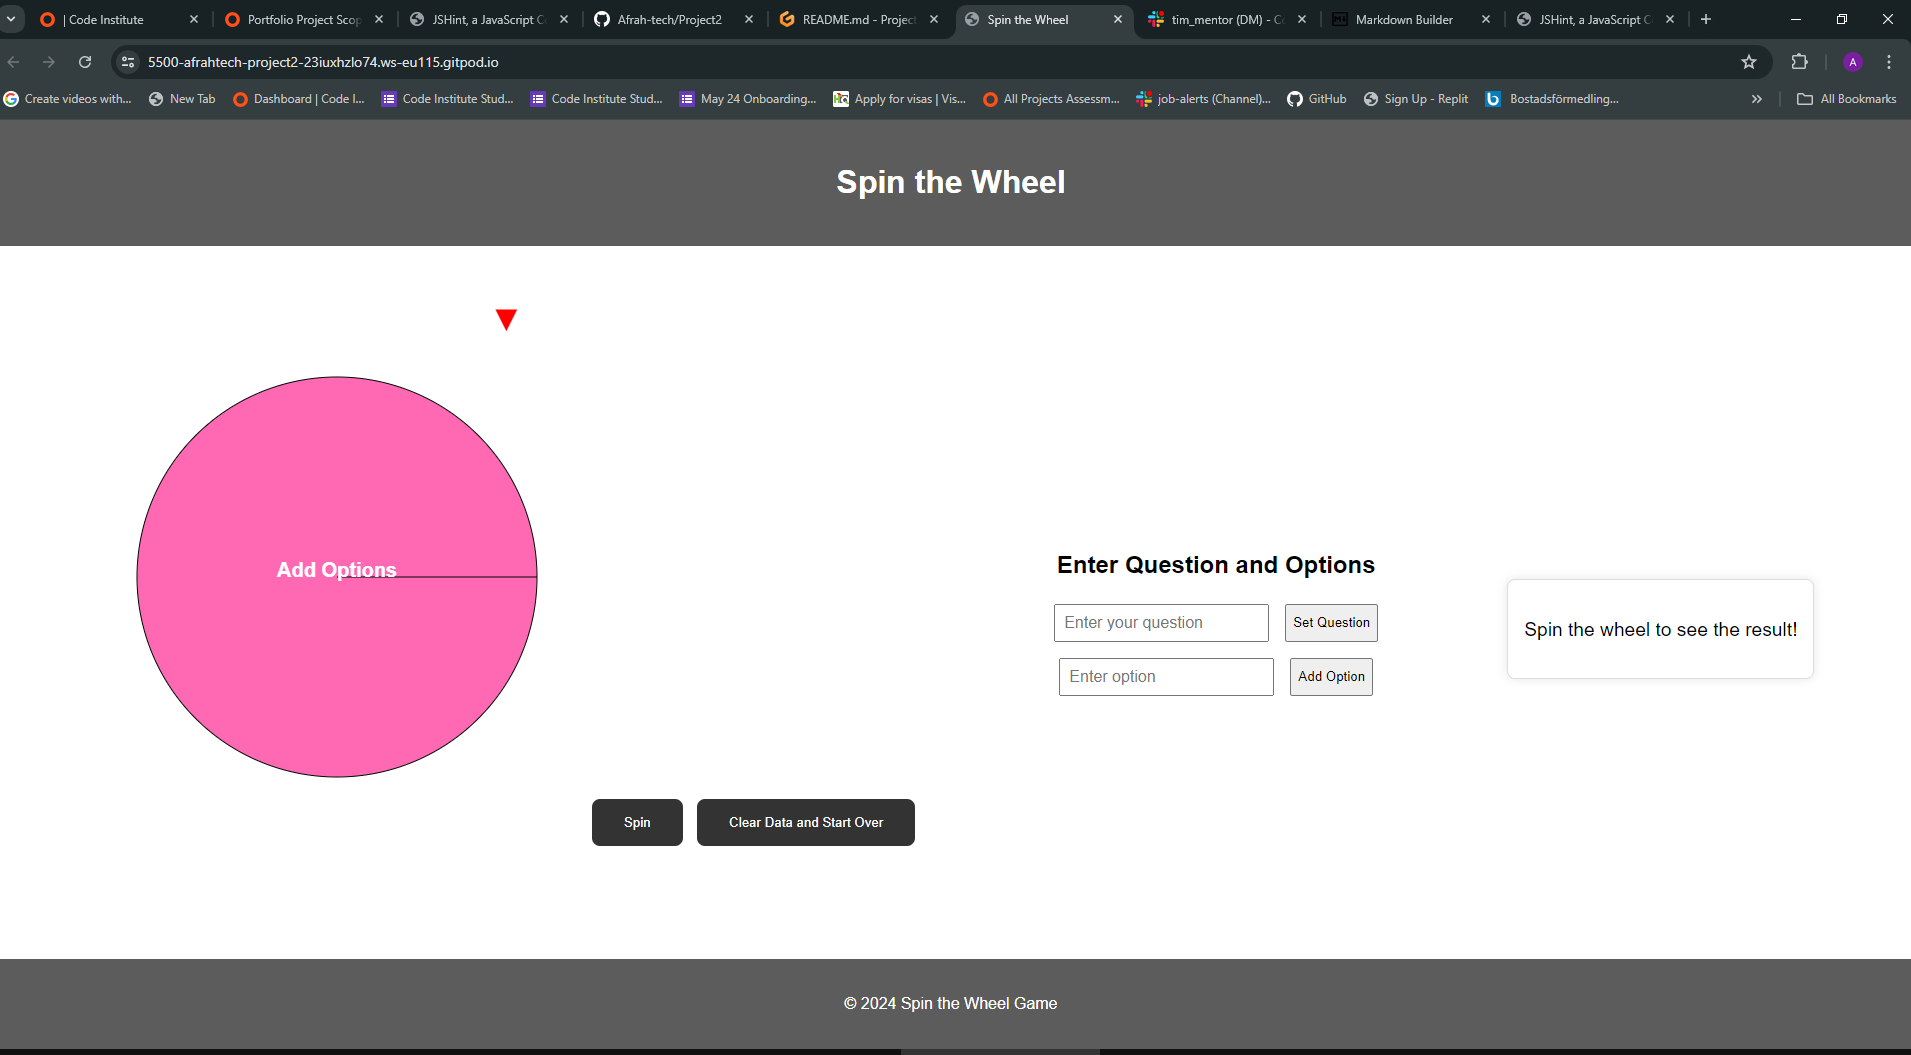 | Code Institute
Portfolio Project Scop
JSHint, a JavaScript Co
Afrah-tech/Project2
README.md - Project
Spin the Wheel
tim_mentor (DM) - Co
Markdown Builder
JSHint, a JavaScript C
5500-afrahtech-project2-23iuxhzlo74.ws-eu115.gitpod.io
A
Create videos with...
New Tab
Dashboard | Code I...
Code Institute Stud...
Code Institute Stud...
May 24 Onboarding...
Apply for visas | Vis...
All Projects Assessm...
job-alerts (Channel)...
GitHub
Sign Up - Replit
Bostadsförmedling...
All Bookmarks
Spin the Wheel
Add Options
Enter Question and Options
Enter your question
Set Question
Enter option
Add Option
Spin the wheel to see the result!
Spin
Clear Data and Start Over
© 2024 Spin the Wheel Game